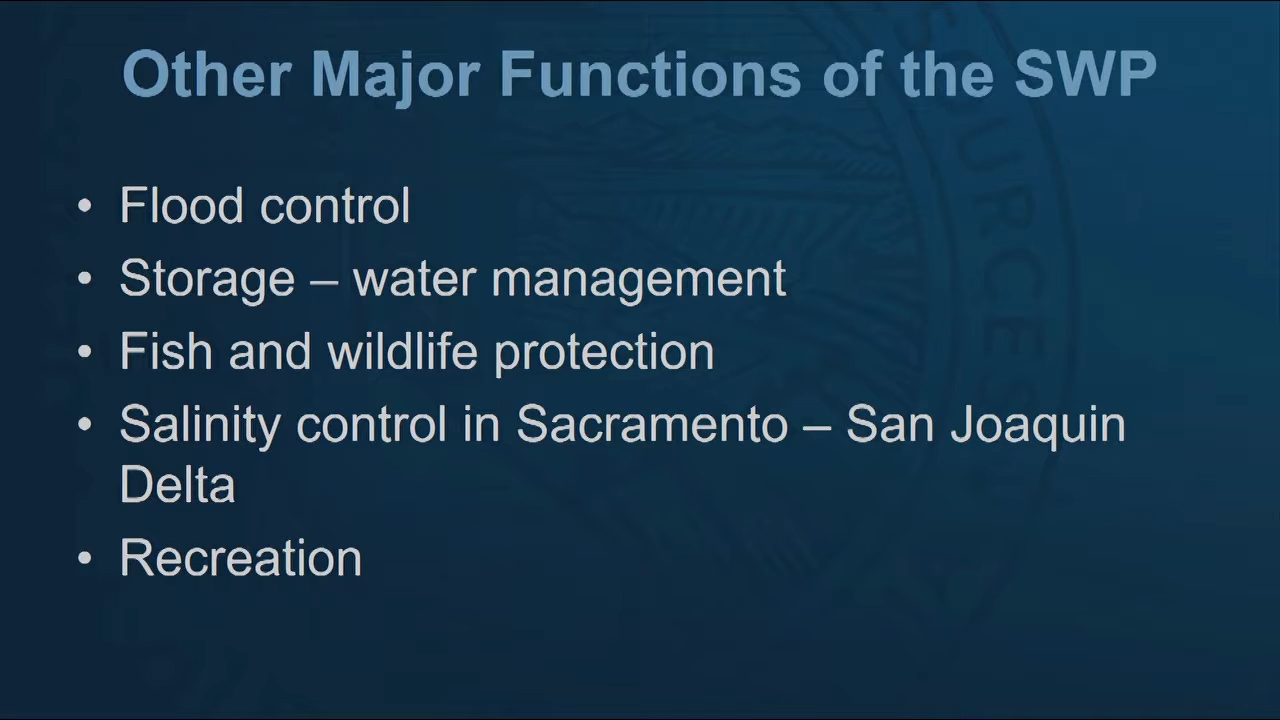 Other Major Functions of the SWP
• Flood control
• Storage – water management
• Fish and wildlife protection
• Salinity control in Sacramento – San Joaquin
Delta
• Recreation